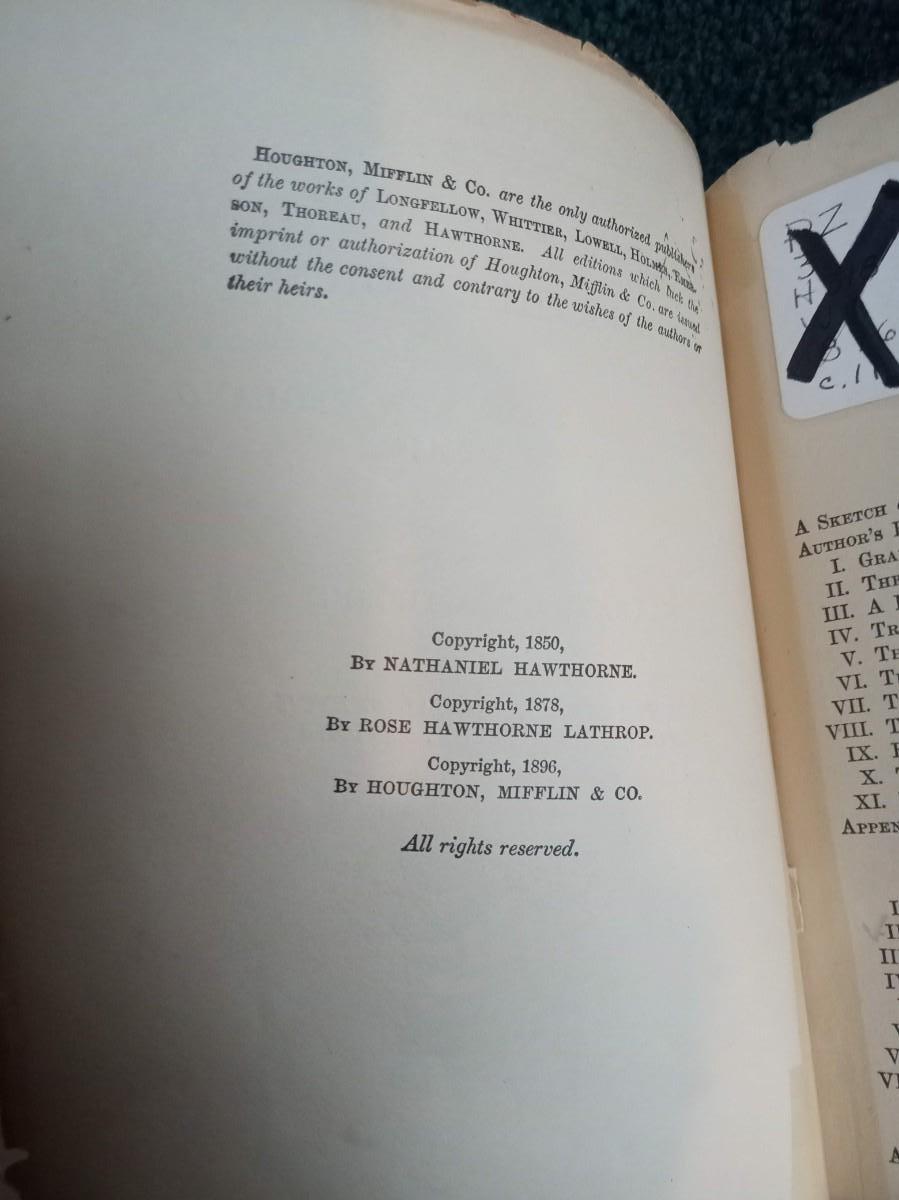 HOUGHTON, MIFFLIN & Co. are the only authorized publishers
of the works of LONGFELLOW, WHITTIER, LOWELL, HOLMES, EMER-
SON, THOREAU, and HAWTHORNE. All editions which lack the
imprint or authorization of Houghton, Mifflin & Co. are issued
without the consent and contrary to the wishes of the authors or
their heirs.
Copyright, 1850,
By NATHANIEL HAWTHORNE.
Copyright, 1878,
By ROSE HAWTHORNE LATHROP.
Copyright, 1896,
By HOUGHTON, MIFFLIN & CO.
All rights reserved.
c.1
A SKETCH
AUTHOR'S
I. GRA
II. THE
III. A
IV. TR
V.
VI.
VII. T
VIII. T
IX.
X.
XI.
APPEN